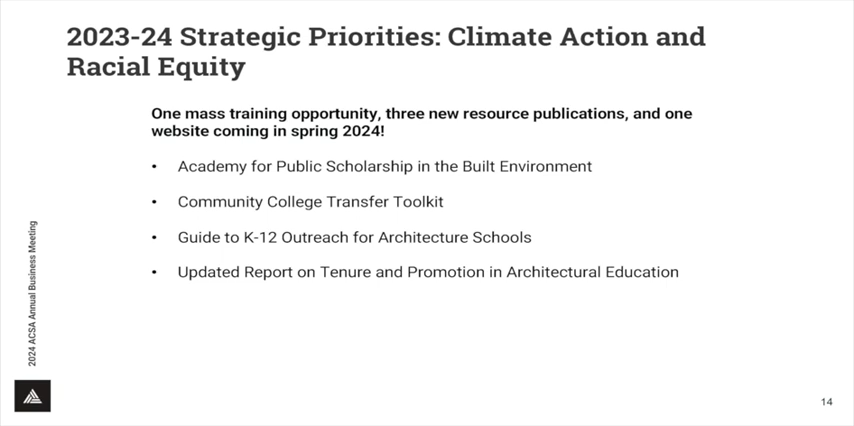 2023-24 Strategic Priorities: Climate Action and
Racial Equity
One mass training opportunity, three new resource publications, and one
website coming in spring 2024!
• Academy for Public Scholarship in the Built Environment
• Community College Transfer Toolkit
• Guide to K-12 Outreach for Architecture Schools
• Updated Report on Tenure and Promotion in Architectural Education
2024 ACSA Annual Business Meeting
14